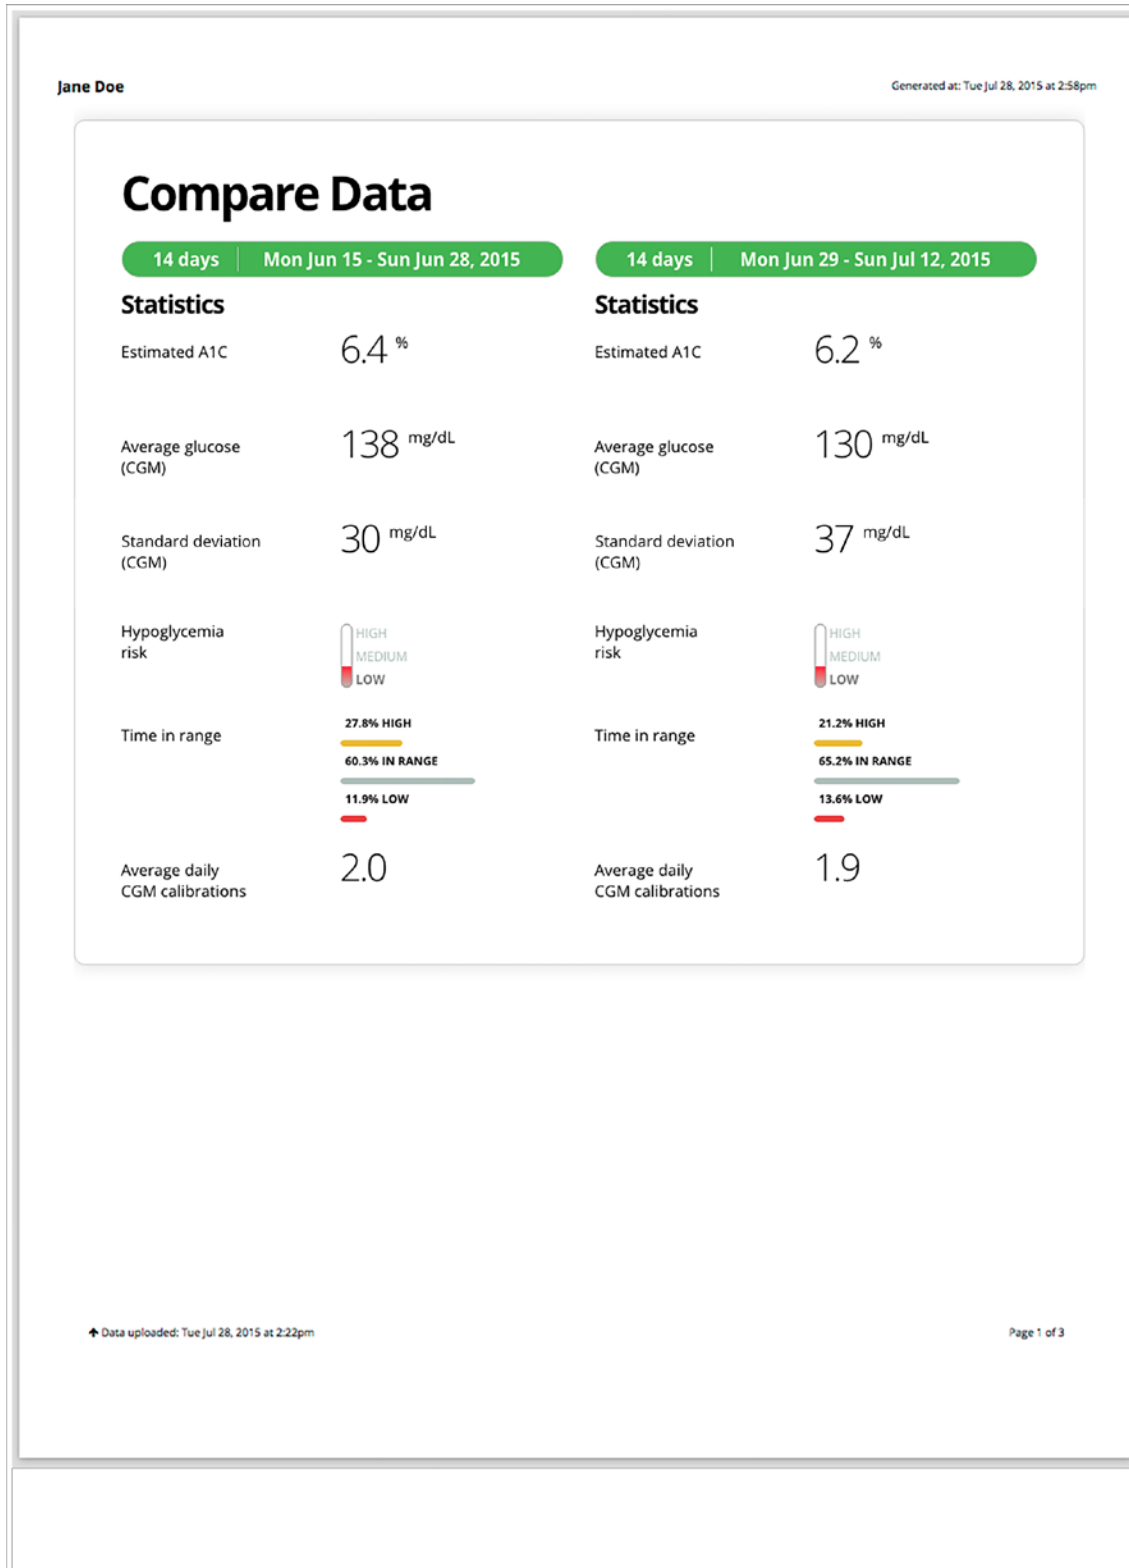 Jane Doe
Generated at: Tue Jul 28, 2015 at 2:58pm
Compare Data
14 days Mon Jun 15 - Sun Jun 28, 2015
Statistics
Estimated A1C 6.4 %
Average glucose
(CGM)
138 mg/dL
Standard deviation
(CGM)
30 mg/dL
Hypoglycemia
risk
HIGH
MEDIUM
LOW
Time in range
27.8% HIGH
60.3% IN RANGE
11.9% LOW
Average daily
CGM calibrations
2.0
14 days Mon Jun 29 - Sun Jul 12, 2015
Statistics
Estimated A1C 6.2 %
Average glucose
(CGM)
130 mg/dL
Standard deviation
(CGM)
37 mg/dL
Hypoglycemia
risk
HIGH
MEDIUM
LOW
Time in range
21.2% HIGH
65.2% IN RANGE
13.6% LOW
Average daily
CGM calibrations
1.9
Data uploaded: Tue Jul 28, 2015 at 2:22pm
Page 1 of 3